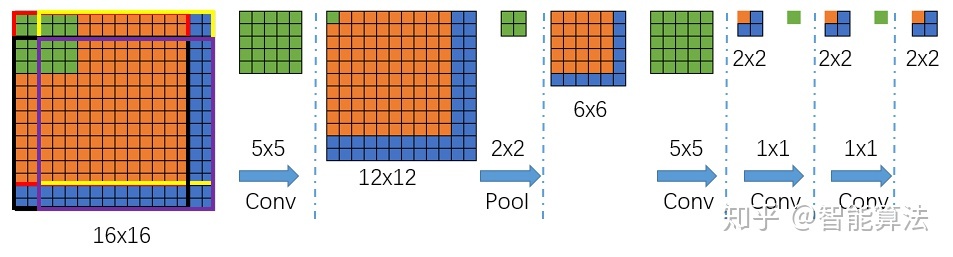 2x2
2x2
2x2
6x6
5x5
2x2
5x5
1x1
1x1
12x12
Conv
Pool
Conv
Conv
Conv
知乎 @智能算法
16x16